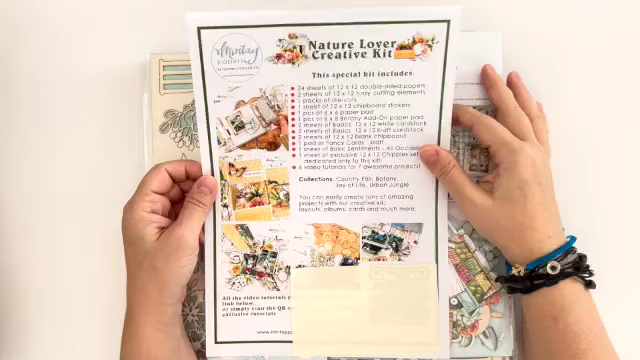 Mintay
papers
Nature Lover
Creative Kit
This special kit includes:
24 sheets of 12 x 12 double-sided papers
2 sheets of 12 x 12 fussy cutting elements
1 packs of die-cuts
1 sheet of 12 x 12 chipboard stickers
1 pcs of 6 x 6 paper pad
1 pcs of 6 x 8 Botany Add-On paper pad
2 sheets of Basics 12 x 12 white cardstock
2 sheets of Basics 12 x 12 kraft cardstock
2 sheets of 12 x 12 blank chipboard
1 pad of Fancy Cards - kraft
1 sheet of Basic Sentiments - All Occasions
1 sheet of exclusive 12 x 12 Chippies set
dedicated only to this kit!
6 video tutorials for 7 awesome projects!
Collections: Country Fair, Botany,
Joy of Life, Urban Jungle
You can easily create tons of amazing
projects with our creative kit:
layouts, albums, cards and much more.
All the video tutorials
link below,
or simply scan the QR
exclusive tutorials